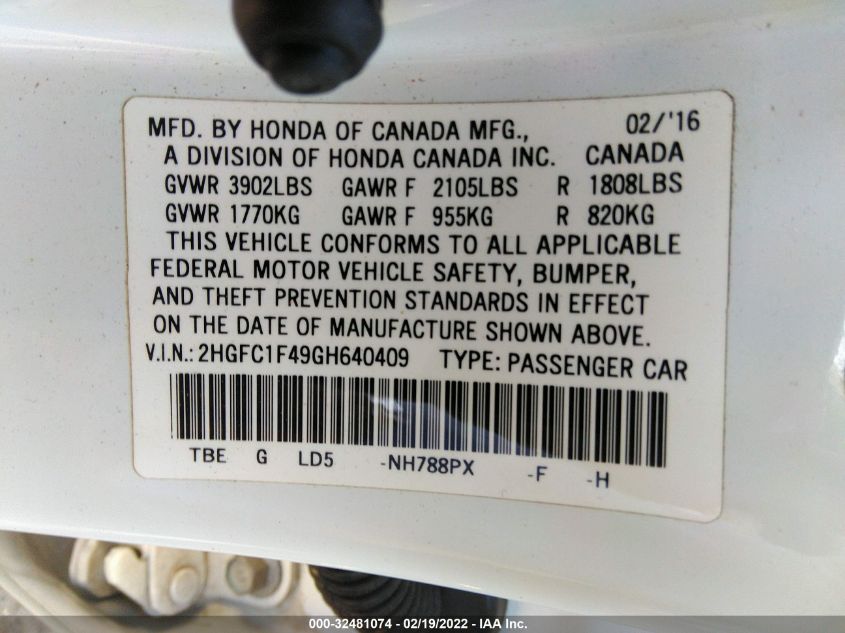 MFD. BY HONDA OF CANADA MFG., 02/'16
A DIVISION OF HONDA CANADA INC. CANADA
GVWR 3902LBS GAWR F 2105LBS R 1808LBS
GVWR 1770KG GAWR F 955KG R 820KG
THIS VEHICLE CONFORMS TO ALL APPLICABLE
FEDERAL MOTOR VEHICLE SAFETY, BUMPER,
AND THEFT PREVENTION STANDARDS IN EFFECT
ON THE DATE OF MANUFACTURE SHOWN ABOVE.
V.I.N.: 2HGFC1F49GH640409 TYPE: PASSENGER CAR
TBE G LD5 -NH788PX -F -H
000-32481074 - 02/19/2022 - IAA Inc.